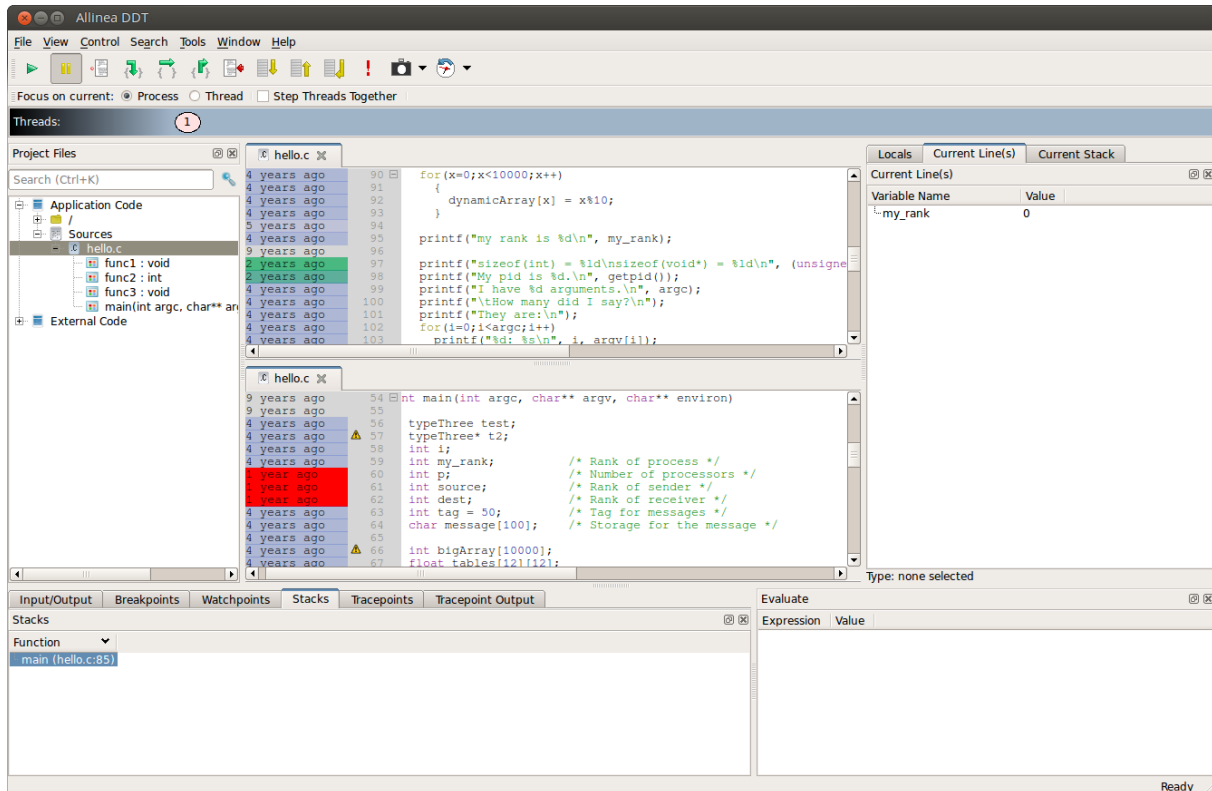 Allinea DDT
File View Control Search Tools Window Help
Focus on current: Process Thread Step Threads Together
Threads: 1
Project Files
Search (Ctrl+K)
Application Code
/
Sources
hello.c
func1 : void
func2 : int
func3 : void
main(int argc, char** ar
External Code
hello.c
4 years ago 90 for(x=0;x<10000;x++)
4 years ago 91 {
4 years ago 92 dynamicArray[x] = x%10;
4 years ago 93 }
5 years ago 94
4 years ago 95 printf("my rank is %d\n", my_rank);
9 years ago 96
2 years ago 97 printf("sizeof(int) = %ld\nsizeof(void*) = %ld\n", (unsigne
2 years ago 98 printf("My pid is %d.\n", getpid());
4 years ago 99 printf("I have %d arguments.\n", argc);
4 years ago 100 printf("\tHow many did I say?\n");
4 years ago 101 printf("They are:\n");
4 years ago 102 for(i=0;i<argc;i++)
4 years ago 103 printf("%d: %s\n", i, argv[i]);
hello.c
9 years ago 54 nt main(int argc, char** argv, char** environ)
9 years ago 55
4 years ago 56 typeThree test;
4 years ago 57 typeThree* t2;
4 years ago 58 int i;
4 years ago 59 int my_rank; /* Rank of process */
1 year ago 60 int p; /* Number of processors */
1 year ago 61 int source; /* Rank of sender */
1 year ago 62 int dest; /* Rank of receiver */
4 years ago 63 int tag = 50; /* Tag for messages */
4 years ago 64 char message[100]; /* Storage for the message */
4 years ago 65
4 years ago 66 int bigArray[10000];
4 years ago 67 float tables[12][12];
Locals Current Line(s) Current Stack
Current Line(s)
Variable Name Value
my_rank 0
Type: none selected
Input/Output Breakpoints Watchpoints Stacks Tracepoints Tracepoint Output
Stacks
Function
main (hello.c:85)
Evaluate
Expression Value
Ready